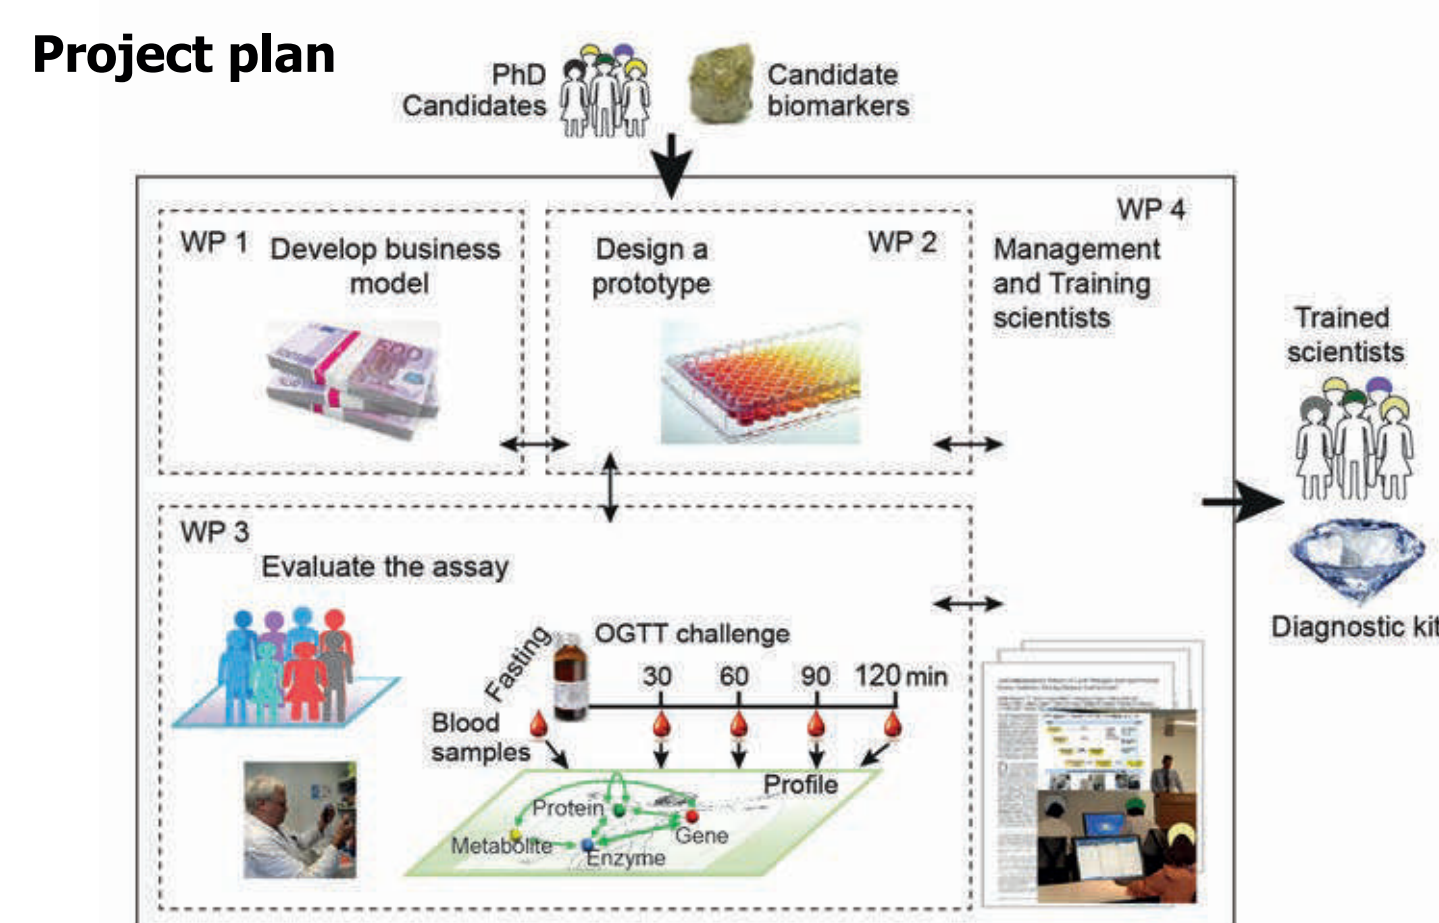 Project plan
PhD
Candidates
Candidate
biomarkers
WP 4
WP 1
Develop business
model
Design a
prototype
WP 2
Management
and Training
scientists
500
Trained
scientists
Diagnostic kit
WP 3
Evaluate the assay
Fasting
OGTT challenge
30
60
90
120 min
Blood
samples
Profile
Protein
Metabolite
Gene
Enzyme